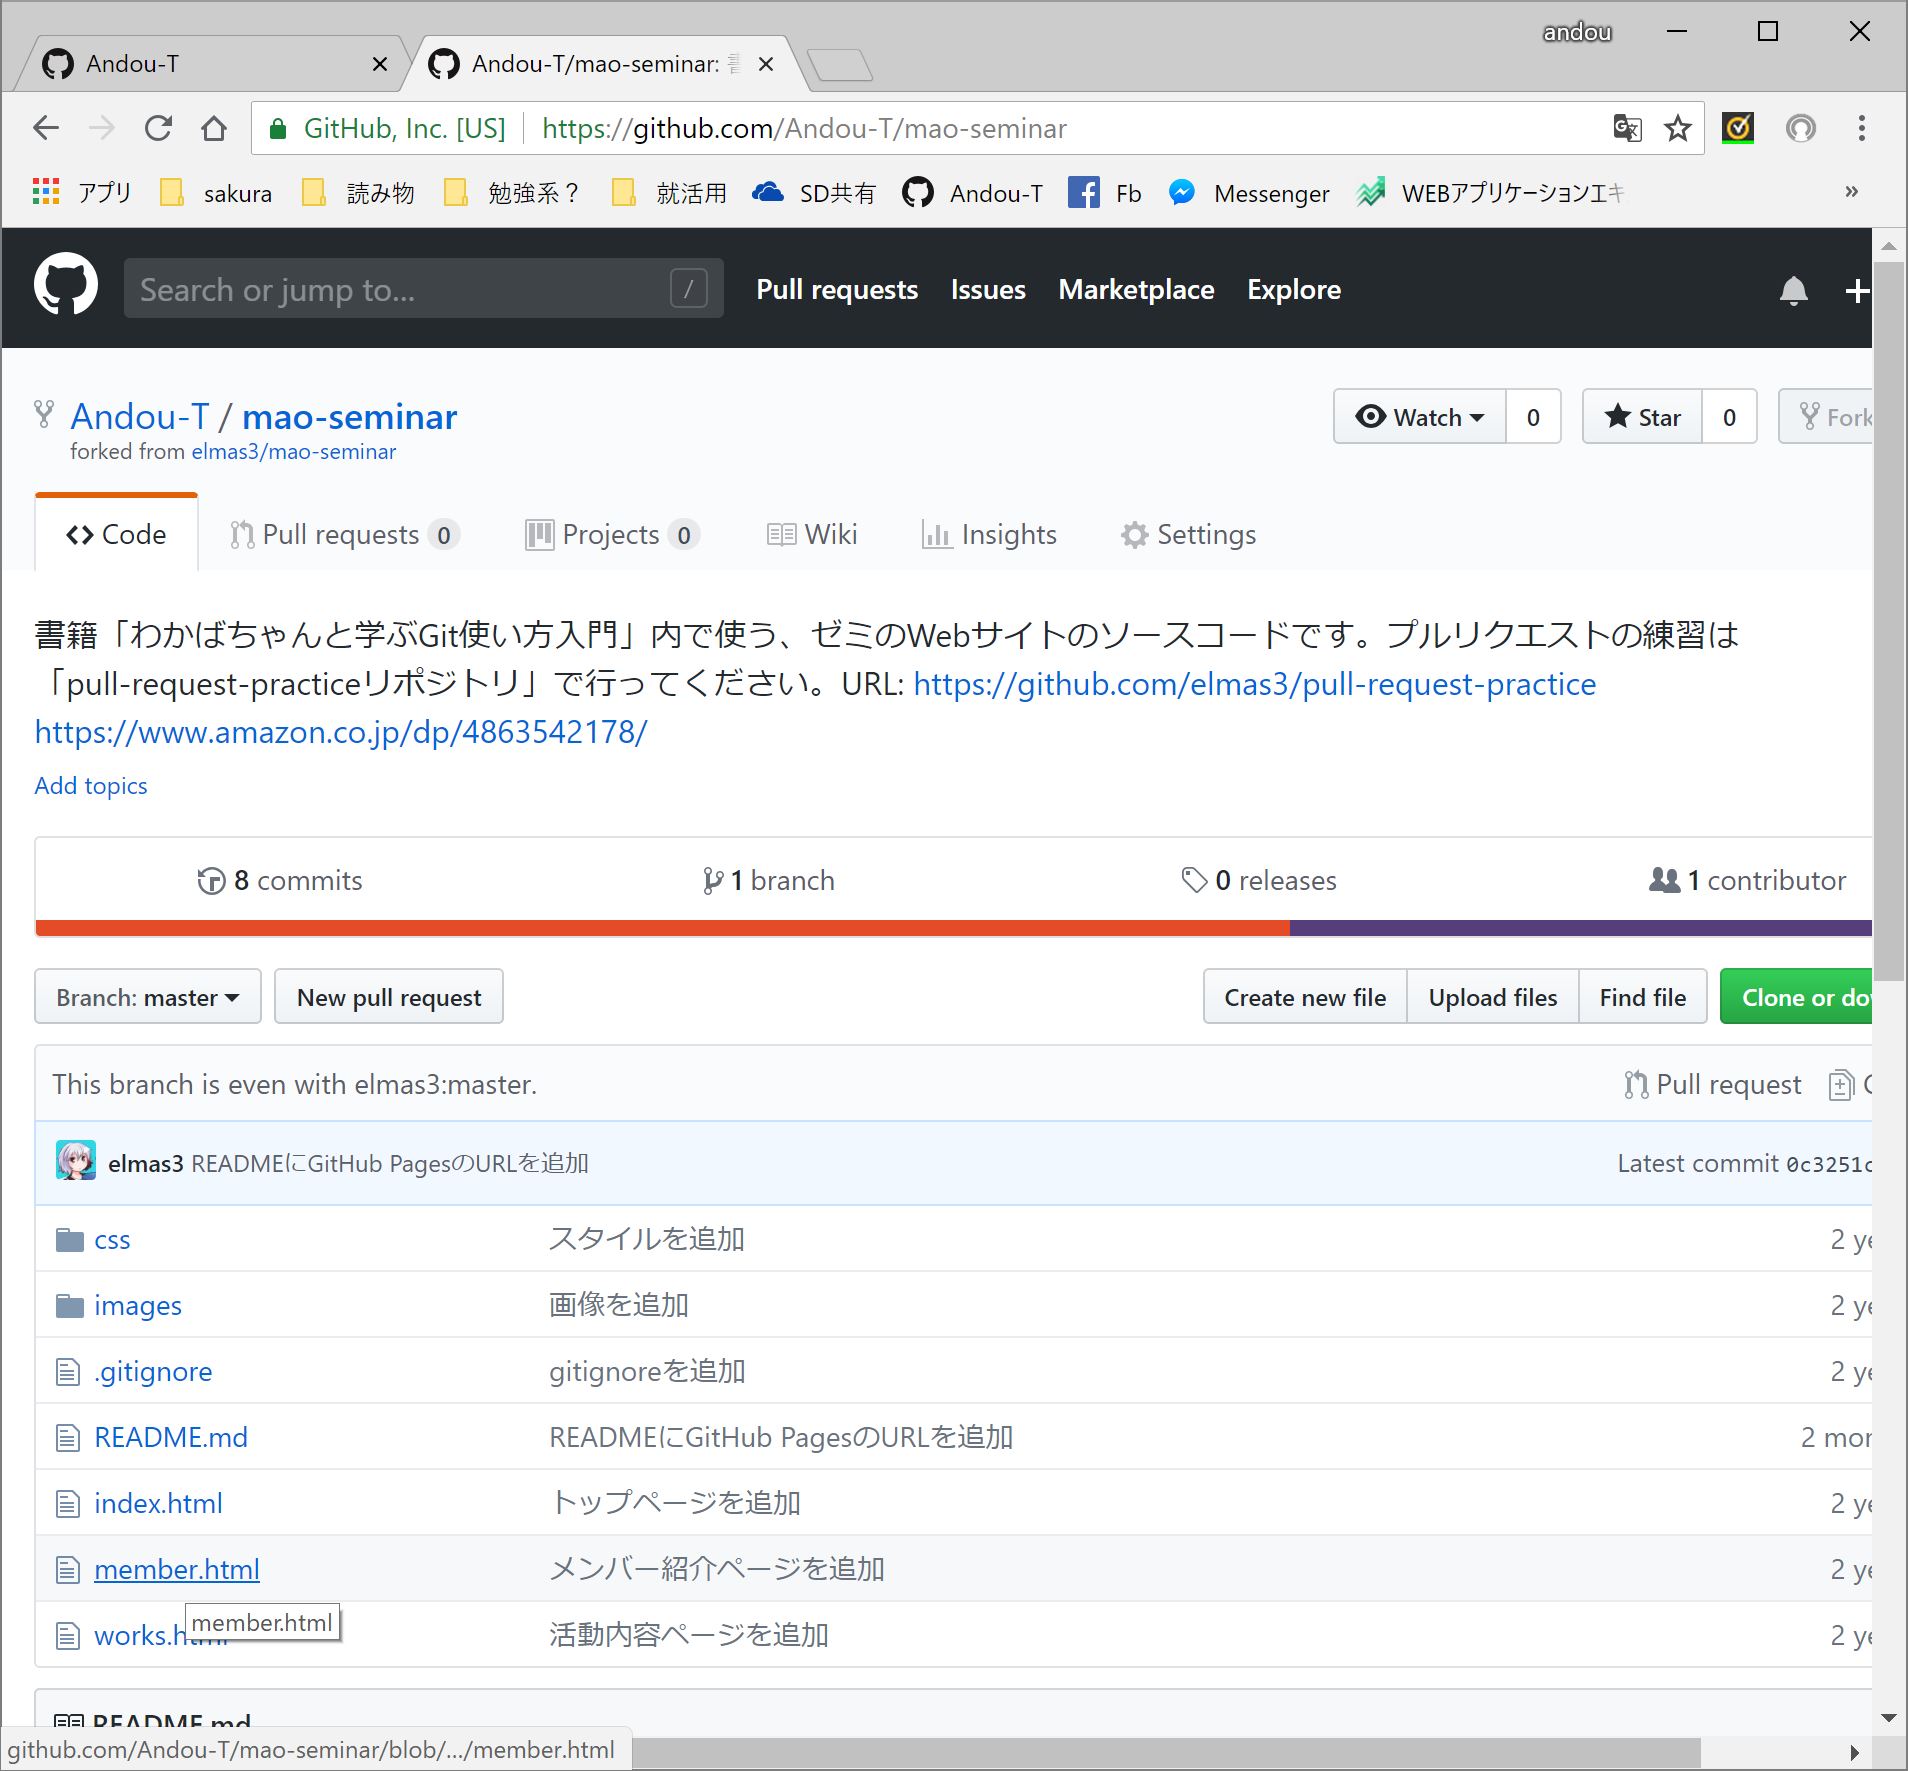 andou
Andou-T
Andou-T/mao-seminar:
GitHub, Inc. [US] https://github.com/Andou-T/mao-seminar
アプリ sakura 読み物 勉強系？ 就活用 SD共有 Andou-T Fb Messenger WEBアプリケーションエキ »
Search or jump to... / Pull requests Issues Marketplace Explore
Andou-T / mao-seminar Watch 0 Star 0 Fork
forked from elmas3/mao-seminar
Code Pull requests 0 Projects 0 Wiki Insights Settings
書籍「わかばちゃんと学ぶGit使い方入門」内で使う、ゼミのWebサイトのソースコードです。プルリクエストの練習は
「pull-request-practiceリポジトリ」で行ってください。URL: https://github.com/elmas3/pull-request-practice
https://www.amazon.co.jp/dp/4863542178/
Add topics
8 commits 1 branch 0 releases 1 contributor
Branch: master New pull request Create new file Upload files Find file Clone or do
This branch is even with elmas3:master. Pull request
elmas3 READMEにGitHub PagesのURLを追加 Latest commit 0c3251c
css スタイルを追加 2 ye
images 画像を追加 2 ye
.gitignore gitignoreを追加 2 ye
README.md READMEにGitHub PagesのURLを追加 2 mon
index.html トップページを追加 2 ye
member.html メンバー紹介ページを追加 2 ye
member.html
works.html 活動内容ページを追加 2 ye
README.md
github.com/Andou-T/mao-seminar/blob/.../member.html